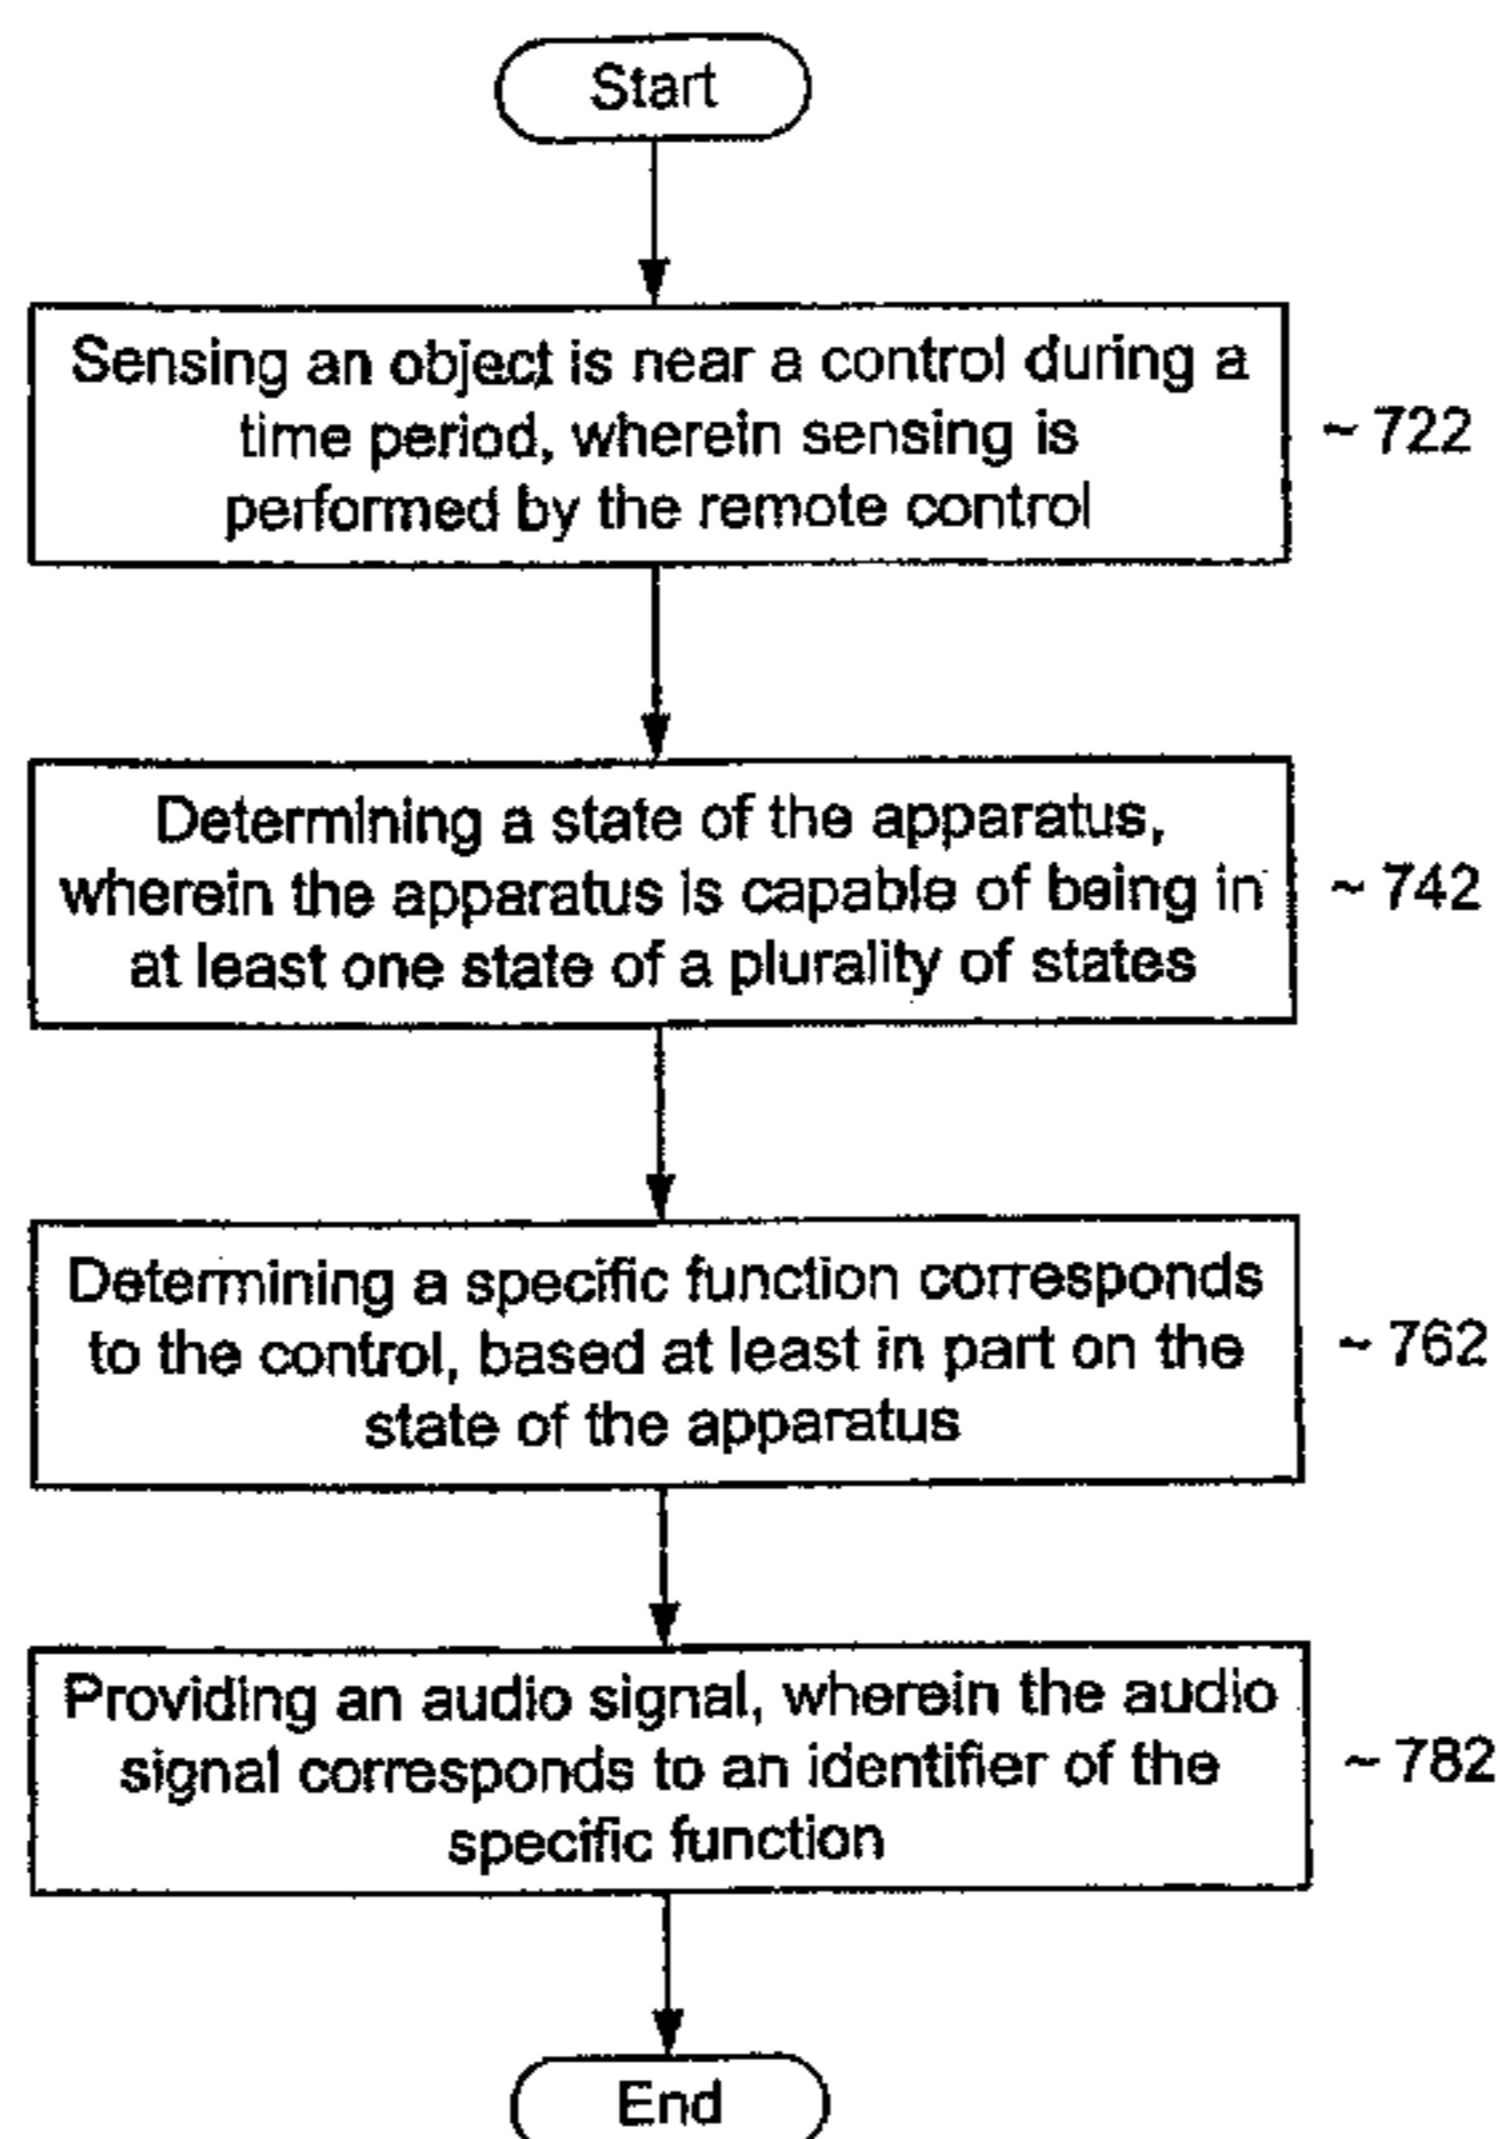 Start
Sensing an object is near a control during a
time period, wherein sensing is
performed by the remote control
~ 722
Determining a state of the apparatus,
wherein the apparatus is capable of being in
at least one state of a plurality of states
~ 742
Determining a specific function corresponds
to the control, based at least in part on the
state of the apparatus
~ 762
Providing an audio signal, wherein the audio
signal corresponds to an identifier of the
specific function
~ 782
End